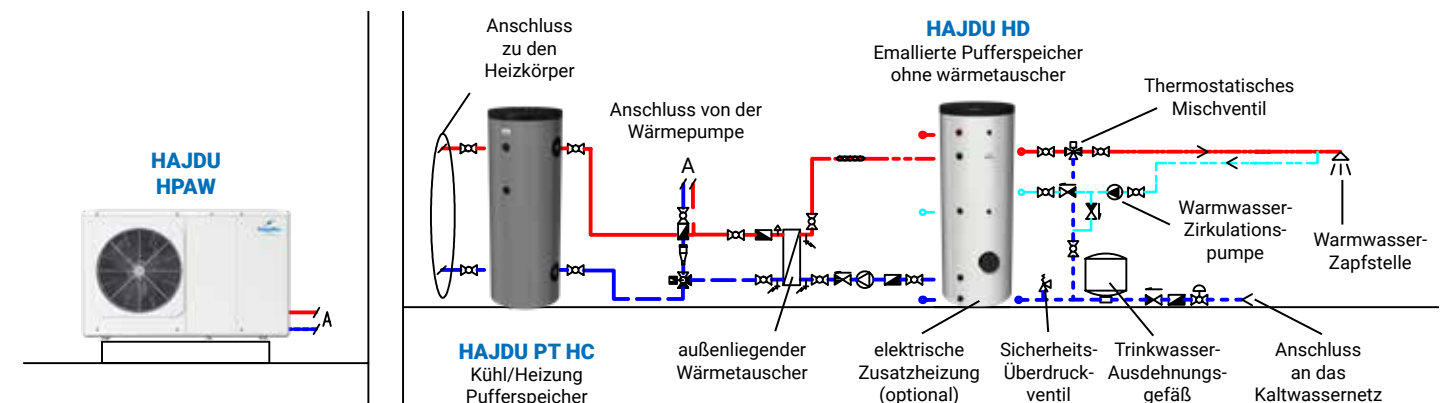 HAJDU
HPAW
A
Anschluss
zu den
Heizkörper
Anschluss von der
Wärmepumpe
A
HAJDU HD
Emallierte Pufferspeicher
ohne wärmetauscher
Thermostatisches
Mischventil
Warmwasser-
Zirkulations-
pumpe
Warmwasser-
Zapfstelle
HAJDU PT HC
Kühl/Heizung
Pufferspeicher
außenliegender
Wärmetauscher
elektrische
Zusatzheizung
(optional)
Sicherheits-
Überdruck-
ventil
Trinkwasser-
Ausdehnungs-
gefäß
Anschluss
an das
Kaltwassernetz